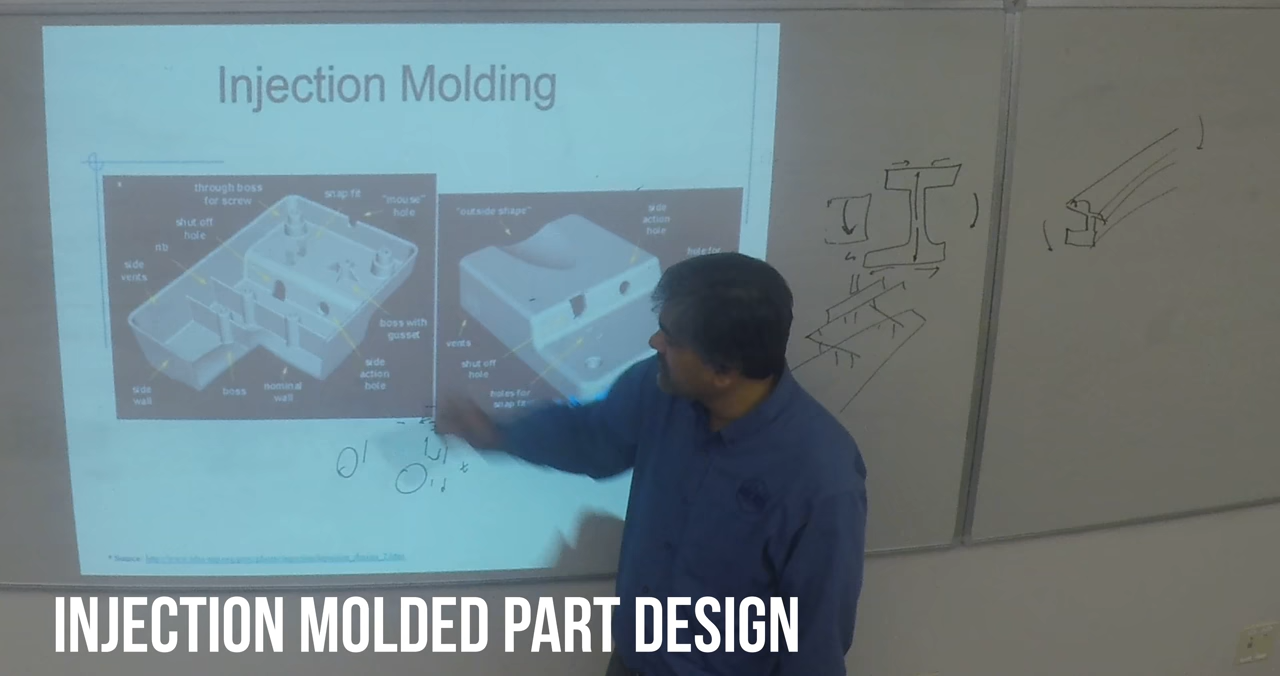 Injection Molding
through boss
for screw
snap fit
"mouse"
hole
shut off
hole
rib
side
vents
boss with
gusset
side
action
hole
nominal
wall
boss
side
wall
"outside shape"
side
action
hole
hole for
vents
shut off
hole
holes for
snap fit
* Source:
INJECTION MOLDED PART DESIGN